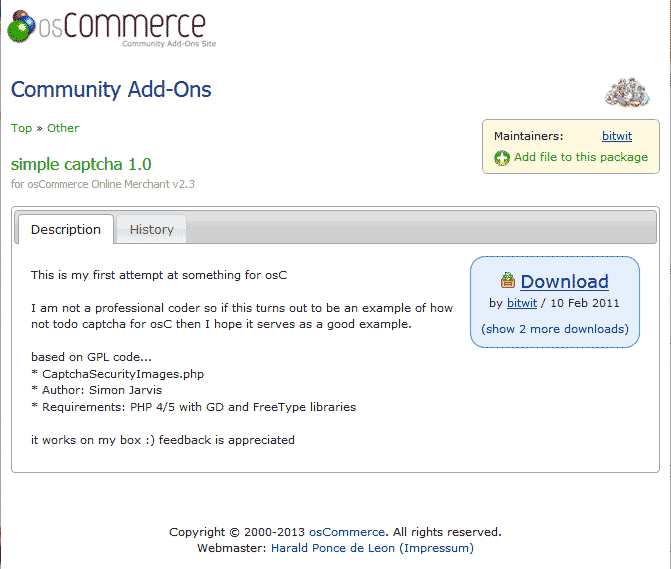 osCommerce
Community Add-Ons Site
Community Add-Ons
Top » Other
Maintainers: bitwit
Add file to this package
simple captcha 1.0
for osCommerce Online Merchant v2.3
Description History
This is my first attempt at something for osC
I am not a professional coder so if this turns out to be an example of how
not todo captcha for osC then I hope it serves as a good example.
based on GPL code...
* CaptchaSecurityImages.php
* Author: Simon Jarvis
* Requirements: PHP 4/5 with GD and FreeType libraries
it works on my box :) feedback is appreciated
Download
by bitwit / 10 Feb 2011
(show 2 more downloads)
Copyright © 2000-2013 osCommerce. All rights reserved.
Webmaster: Harald Ponce de Leon (Impressum)